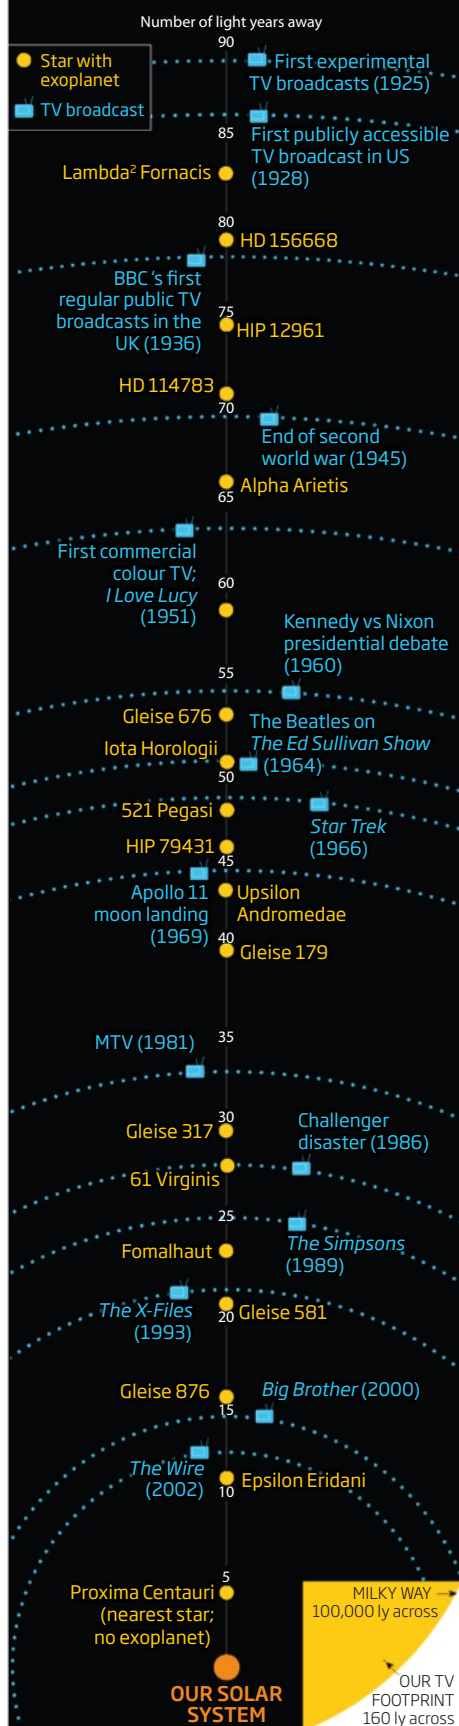 Number of light years away
90
Star with
exoplanet
TV broadcast
First experimental
TV broadcasts (1925)
85
First publicly accessible
TV broadcast in US
(1928)
Lambda² Fornacis
80
HD 156668
BBC 's first
regular public TV
broadcasts in the
UK (1936)
75
HIP 12961
HD 114783
70
End of second
world war (1945)
Alpha Arietis
65
First commercial
colour TV;
I Love Lucy
(1951)
60
Kennedy vs Nixon
presidential debate
(1960)
55
Gleise 676
The Beatles on
The Ed Sullivan Show
(1964)
Iota Horologii
50
521 Pegasi
Star Trek
(1966)
HIP 79431
45
Apollo 11
moon landing
(1969)
Upsilon
Andromedae
40
Gleise 179
35
MTV (1981)
30
Gleise 317
Challenger
disaster (1986)
61 Virginis
25
The Simpsons
(1989)
Fomalhaut
The X-Files
(1993)
Gleise 581
20
Gleise 876
Big Brother (2000)
15
The Wire
(2002)
Epsilon Eridani
10
5
Proxima Centauri
(nearest star;
no exoplanet)
MILKY WAY
100,000 ly across
OUR SOLAR
SYSTEM
OUR TV
FOOTPRINT
160 ly across